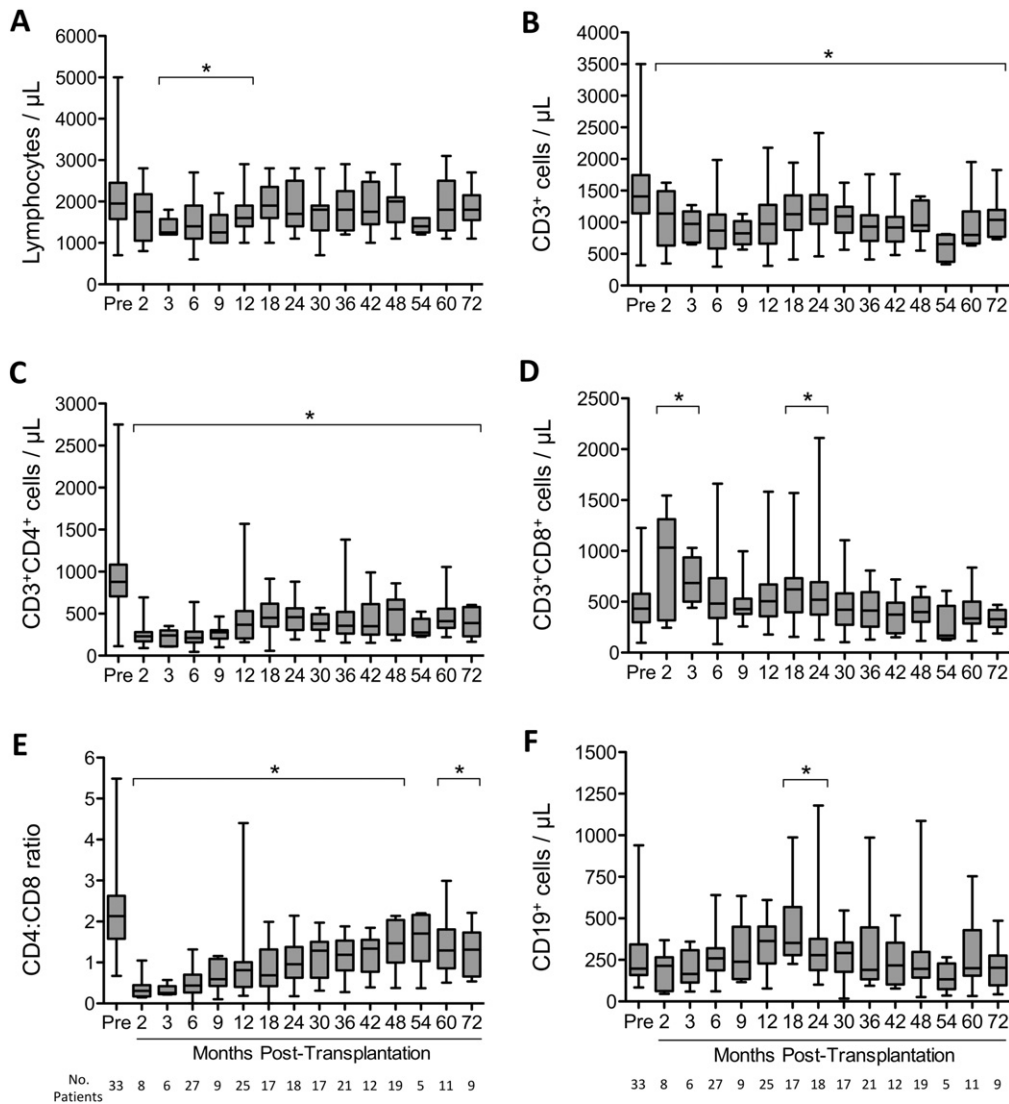 A
Lymphocytes / µL
6000
5000
4000
3000
2000
1000
0
*
Pre 2 3 6 9 12 18 24 30 36 42 48 54 60 72
B
CD3+ cells / µL
4000
3500
3000
2500
2000
1500
1000
500
0
*
Pre 2 3 6 9 12 18 24 30 36 42 48 54 60 72
C
CD3+CD4+ cells / µL
3000
2500
2000
1500
1000
500
0
*
Pre 2 3 6 9 12 18 24 30 36 42 48 54 60 72
D
CD3+CD8+ cells / µL
2500
2000
1500
1000
500
0
* *
Pre 2 3 6 9 12 18 24 30 36 42 48 54 60 72
E
CD4:CD8 ratio
6
5
4
3
2
1
0
* *
Pre 2 3 6 9 12 18 24 30 36 42 48 54 60 72
Months Post-Transplantation
No. Patients 33 8 6 27 9 25 17 18 17 21 12 19 5 11 9
F
CD19+ cells / µL
1500
1250
1000
750
500
250
0
*
Pre 2 3 6 9 12 18 24 30 36 42 48 54 60 72
Months Post-Transplantation
33 8 6 27 9 25 17 18 17 21 12 19 5 11 9